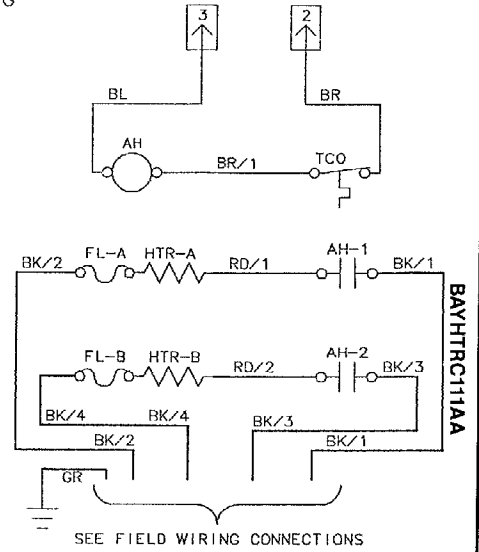 G
3 2
BL BR
AH
BR/1
TCO
BK/2 FL-A HTR-A RD/1 AH-1 BK/1
FL-B HTR-B RD/2 AH-2 BK/3
BK/4 BK/4 BK/3
BK/2 BK/1
GR
SEE FIELD WIRING CONNECTIONS
BAYHTRC111AA